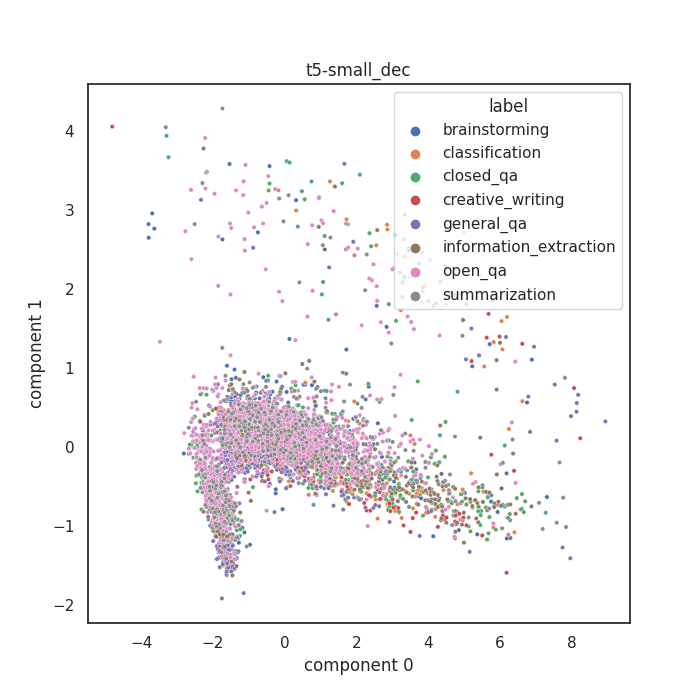 t5-small_dec
label
brainstorming
classification
closed_qa
creative_writing
general_qa
information_extraction
open_qa
summarization
4
3
2
1
0
−1
−2
component 1
−4 −2 0 2 4 6 8
component 0